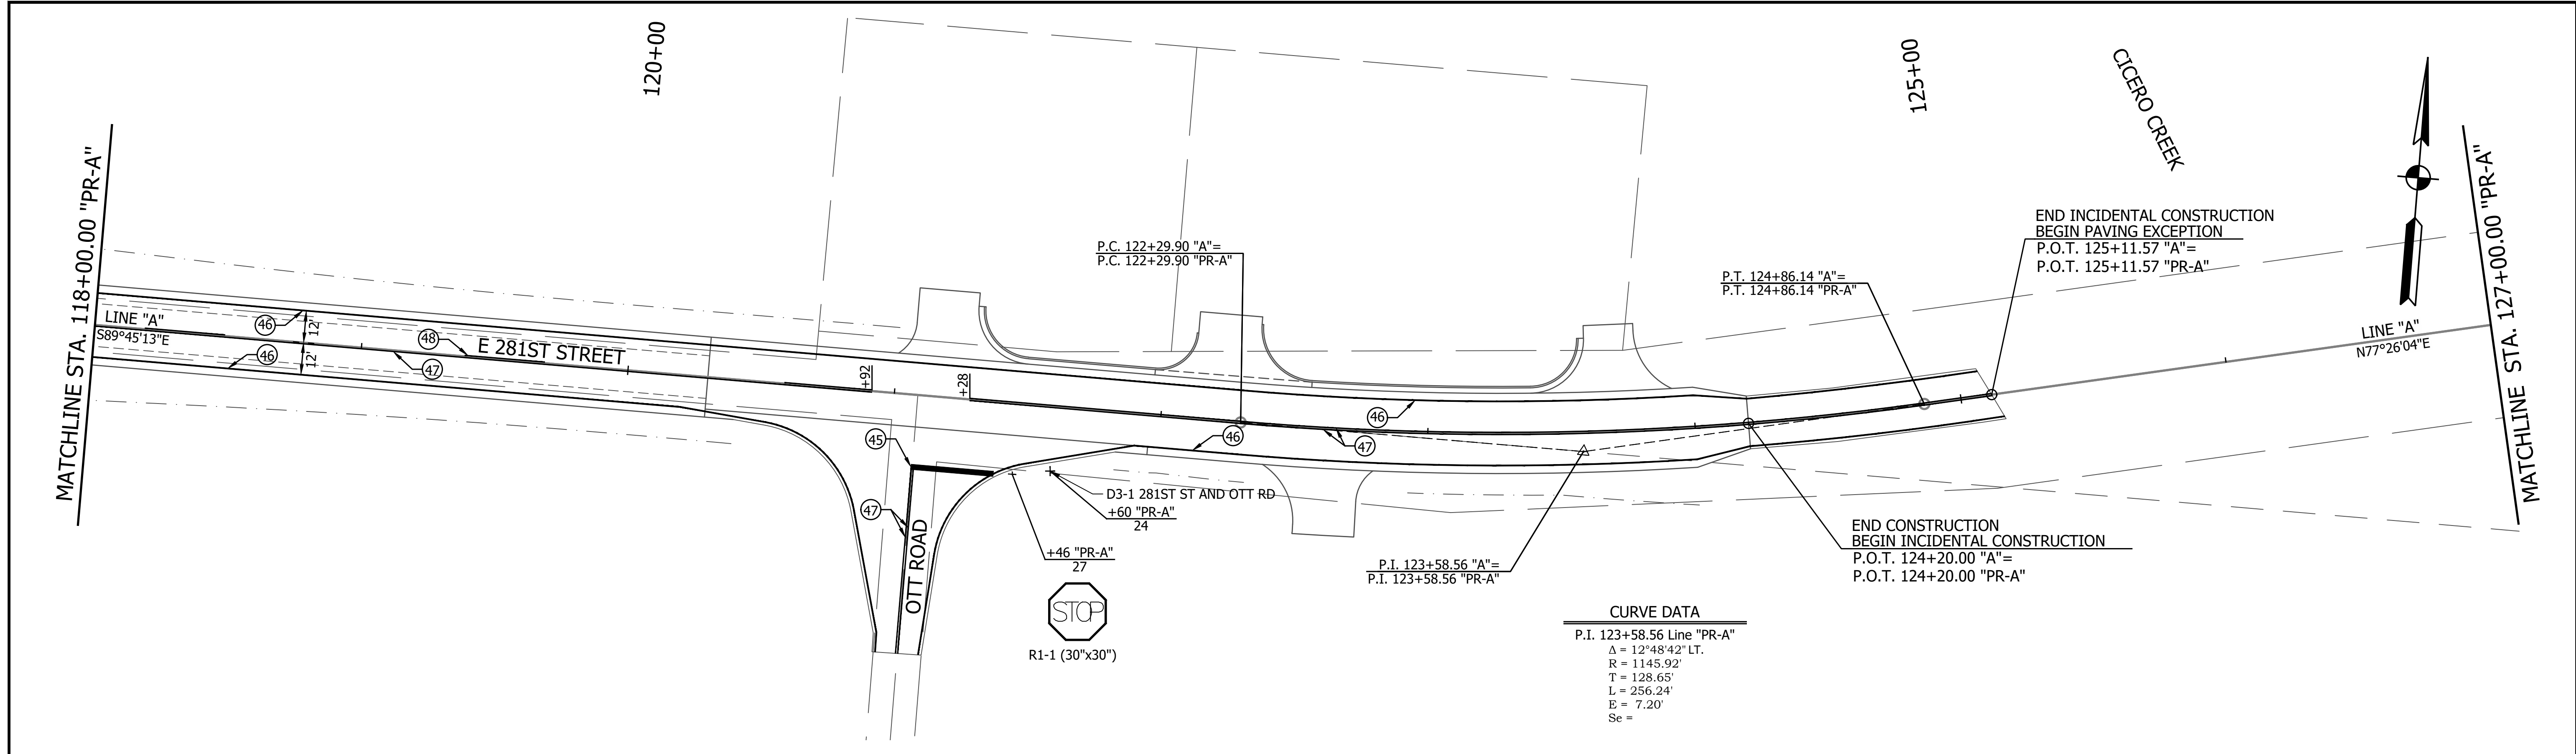 120+00
125+00
CICERO CREEK
MATCHLINE STA. 118+00.00 "PR-A"
MATCHLINE STA. 127+00.00 "PR-A"
END INCIDENTAL CONSTRUCTION
BEGIN PAVING EXCEPTION
P.O.T. 125+11.57 "A"=
P.O.T. 125+11.57 "PR-A"
P.C. 122+29.90 "A"=
P.C. 122+29.90 "PR-A"
P.T. 124+86.14 "A"=
P.T. 124+86.14 "PR-A"
LINE "A"
S89°45'13"E
46
12'
46
12'
48
47
E 281ST STREET
+92
+28
46
46
47
LINE "A"
N77°26'04"E
45
47
OTT ROAD
D3-1 281ST ST AND OTT RD
+60 "PR-A"
24
+46 "PR-A"
27
STOP
R1-1 (30"x30")
P.I. 123+58.56 "A"=
P.I. 123+58.56 "PR-A"
END CONSTRUCTION
BEGIN INCIDENTAL CONSTRUCTION
P.O.T. 124+20.00 "A"=
P.O.T. 124+20.00 "PR-A"
CURVE DATA
P.I. 123+58.56 Line "PR-A"
Δ = 12°48'42" LT.
R = 1145.92'
T = 128.65'
L = 256.24'
E = 7.20'
Se =